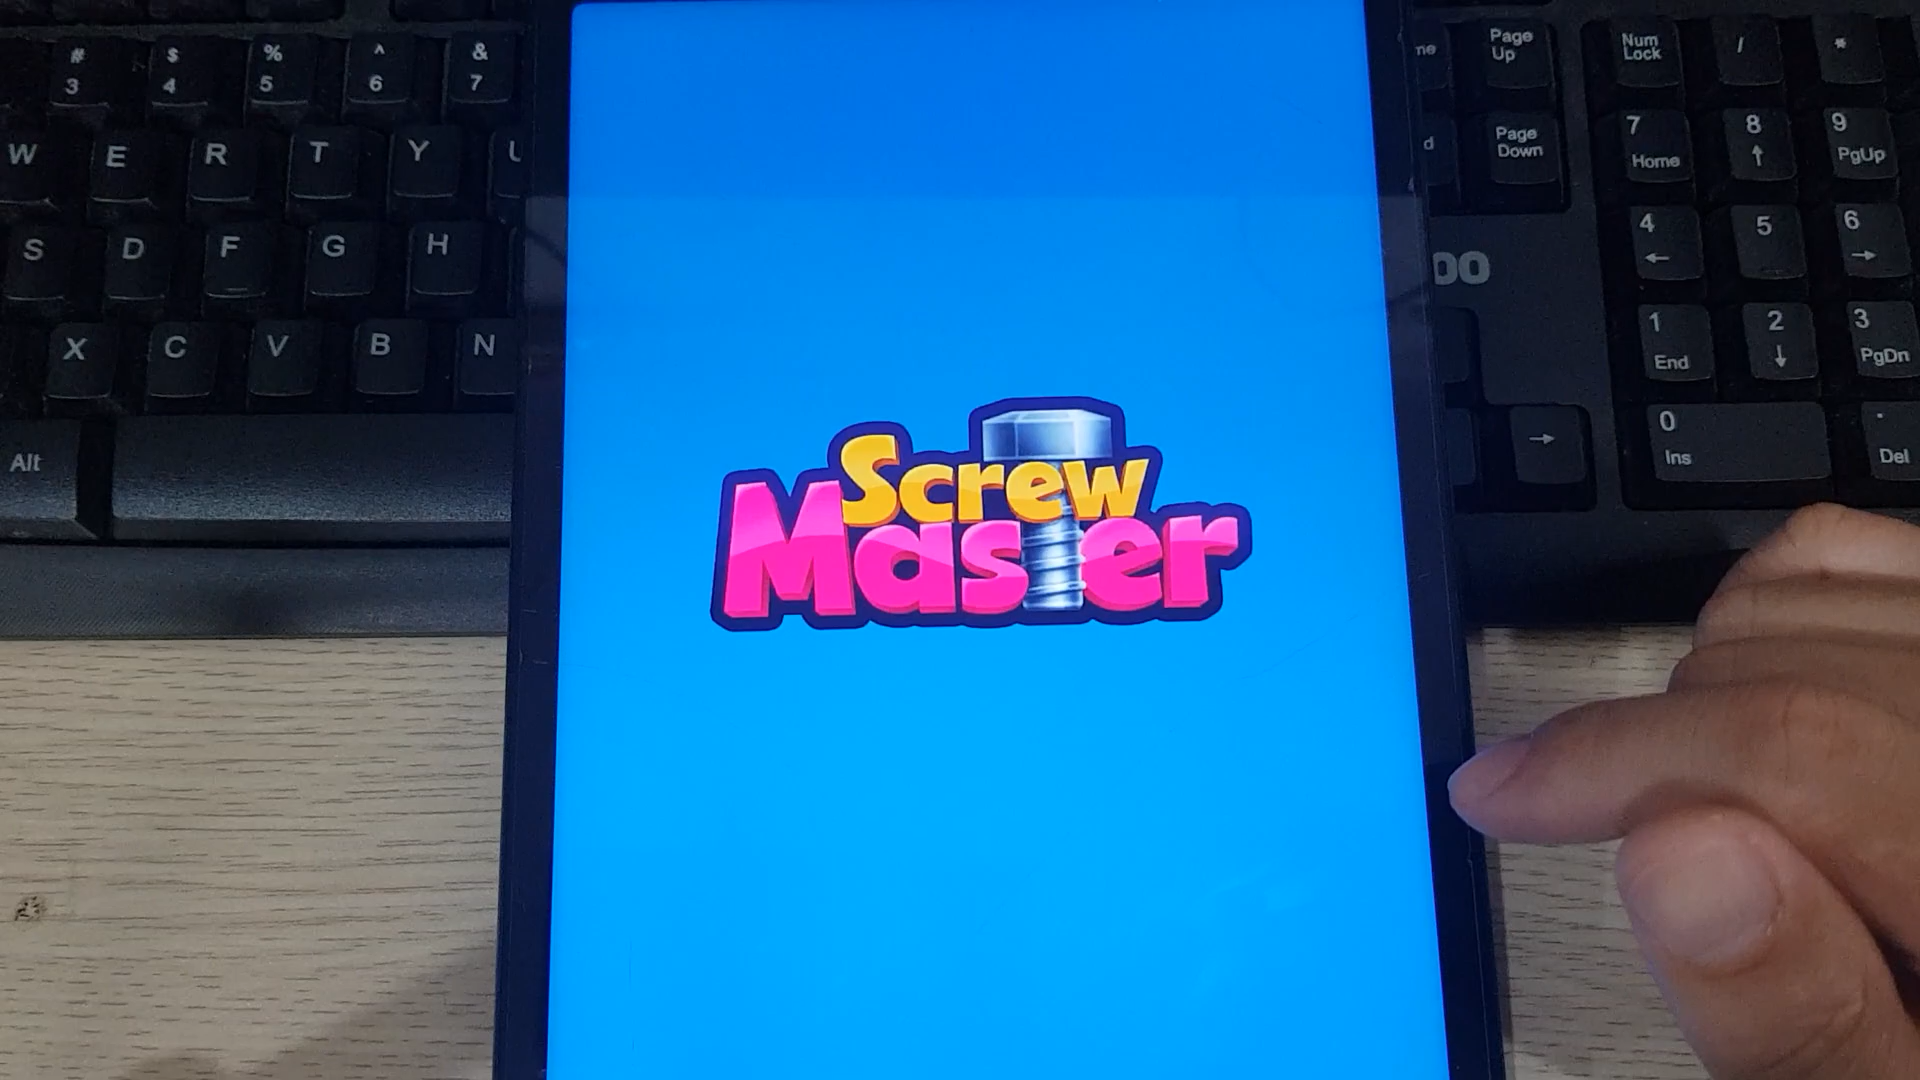 Screw
Master
# 3
$ 4
% 5
^ 6
& 7
W E R T Y U
S D F G H
X C V B N
Alt
Page Up
Page Down
Num Lock
/
*
7 Home
8 ↑
9 PgUp
4 ←
5
6 →
1 End
2 ↓
3 PgDn
→
0 Ins
. Del